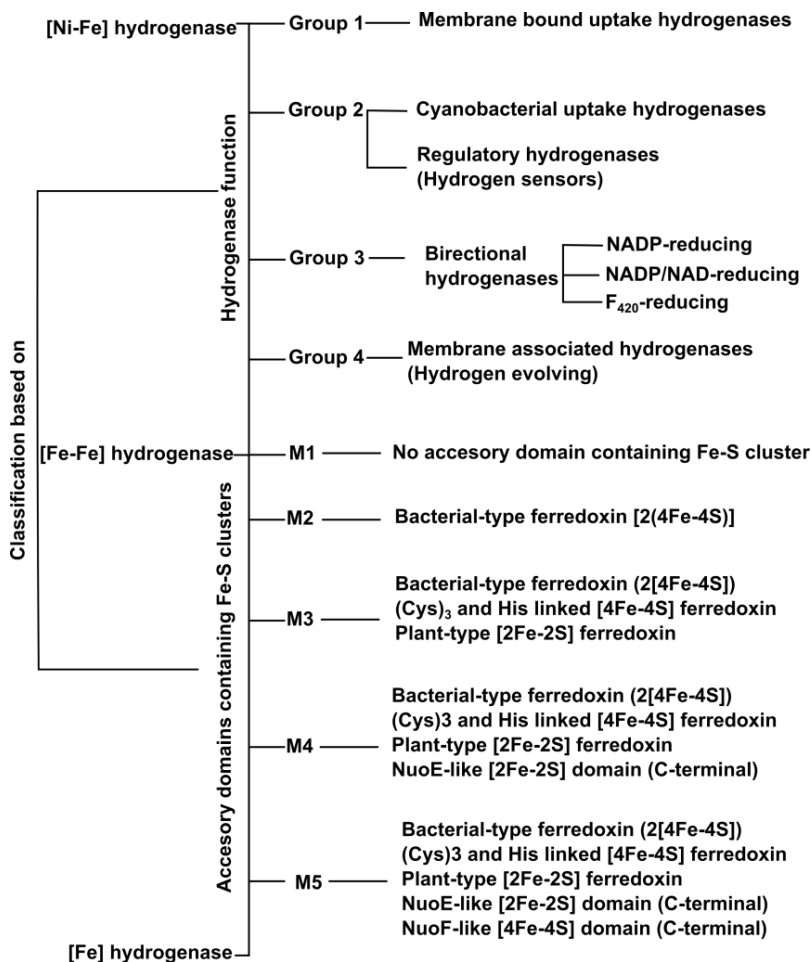 [Ni-Fe] hydrogenase
Group 1
Membrane bound uptake hydrogenases
Group 2
Cyanobacterial uptake hydrogenases
Regulatory hydrogenases
(Hydrogen sensors)
Hydrogenase function
Group 3
Birectional
hydrogenases
NADP-reducing
NADP/NAD-reducing
F₄₂₀-reducing
Group 4
Membrane associated hydrogenases
(Hydrogen evolving)
Classification based on
[Fe-Fe] hydrogenase
M1
No accesory domain containing Fe-S cluster
Accesory domains containing Fe-S clusters
M2
Bacterial-type ferredoxin [2(4Fe-4S)]
M3
Bacterial-type ferredoxin (2[4Fe-4S])
(Cys)₃ and His linked [4Fe-4S] ferredoxin
Plant-type [2Fe-2S] ferredoxin
M4
Bacterial-type ferredoxin (2[4Fe-4S])
(Cys)3 and His linked [4Fe-4S] ferredoxin
Plant-type [2Fe-2S] ferredoxin
NuoE-like [2Fe-2S] domain (C-terminal)
M5
Bacterial-type ferredoxin (2[4Fe-4S])
(Cys)3 and His linked [4Fe-4S] ferredoxin
Plant-type [2Fe-2S] ferredoxin
NuoE-like [2Fe-2S] domain (C-terminal)
NuoF-like [4Fe-4S] domain (C-terminal)
[Fe] hydrogenase